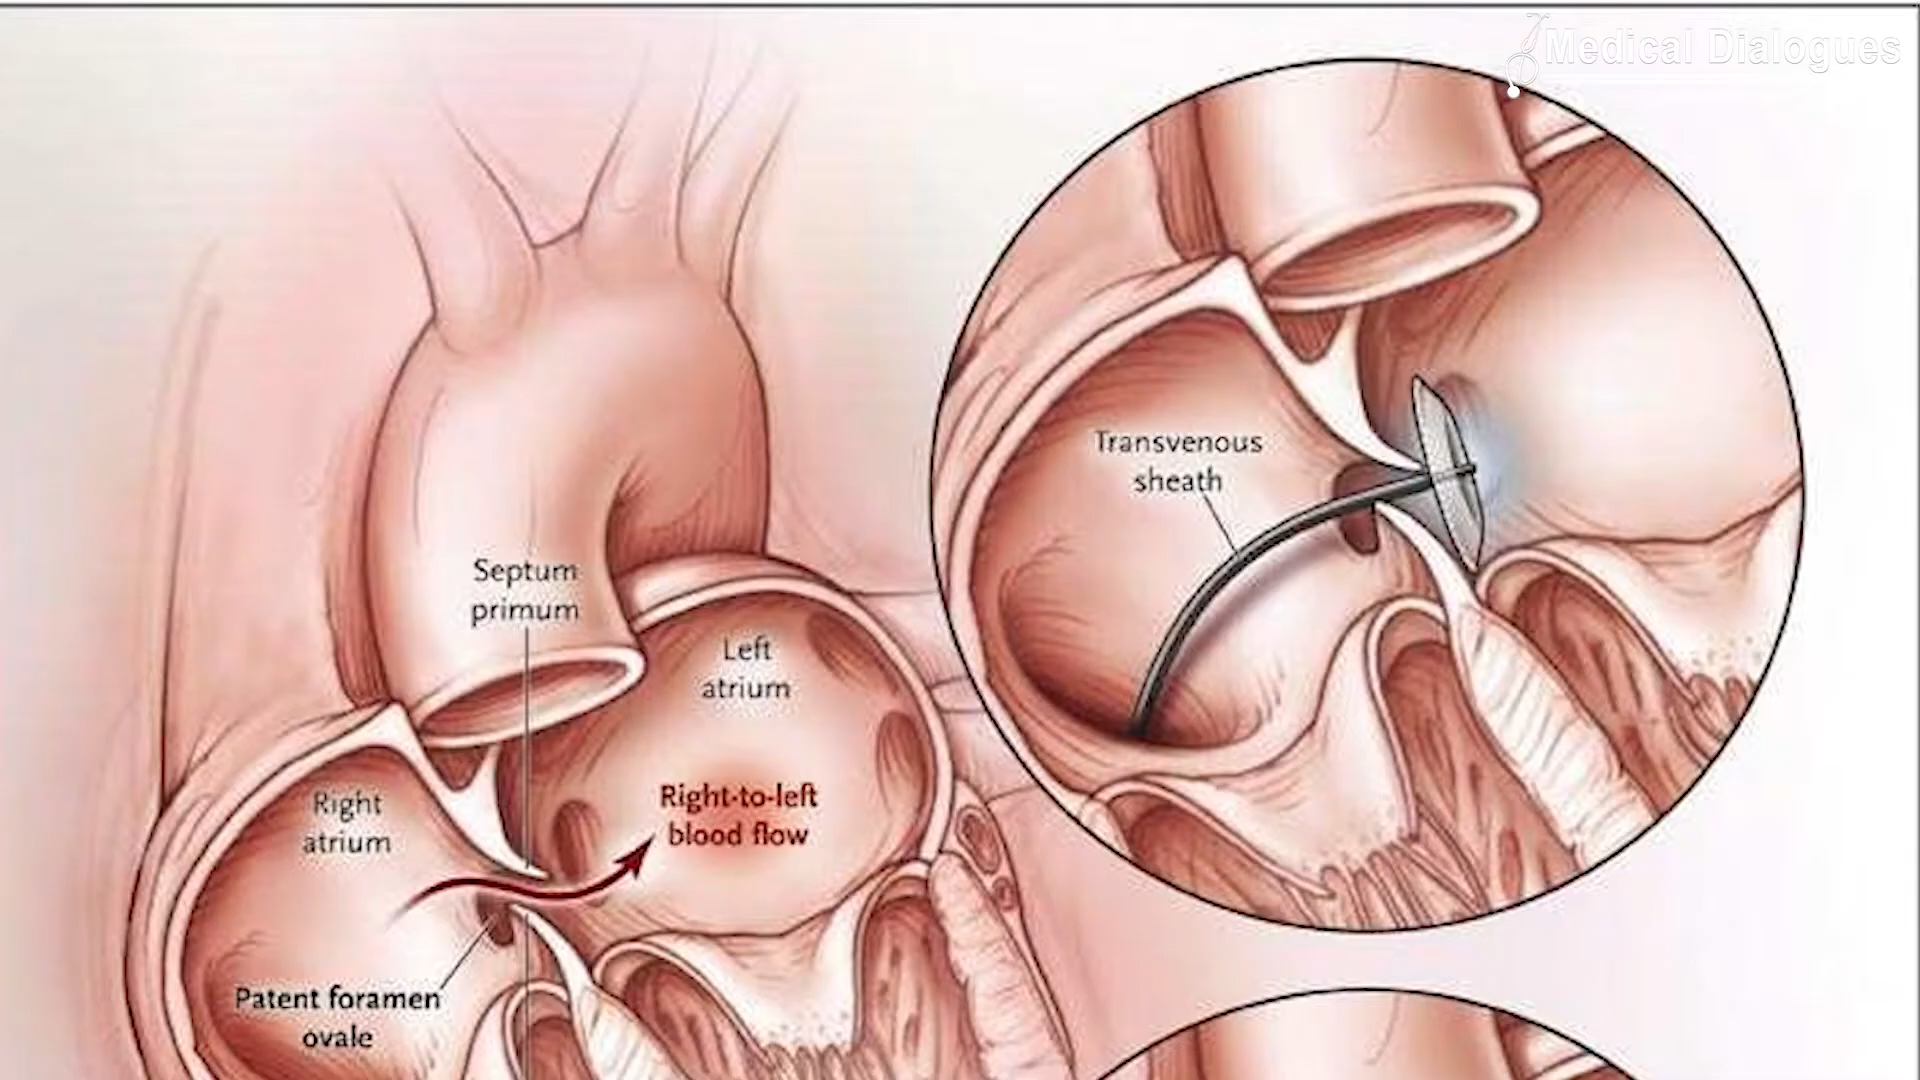 Medical Dialogues
Transvenous
sheath
Septum
primum
Left
atrium
Right
atrium
Right-to-left
blood flow
Patent foramen
ovale